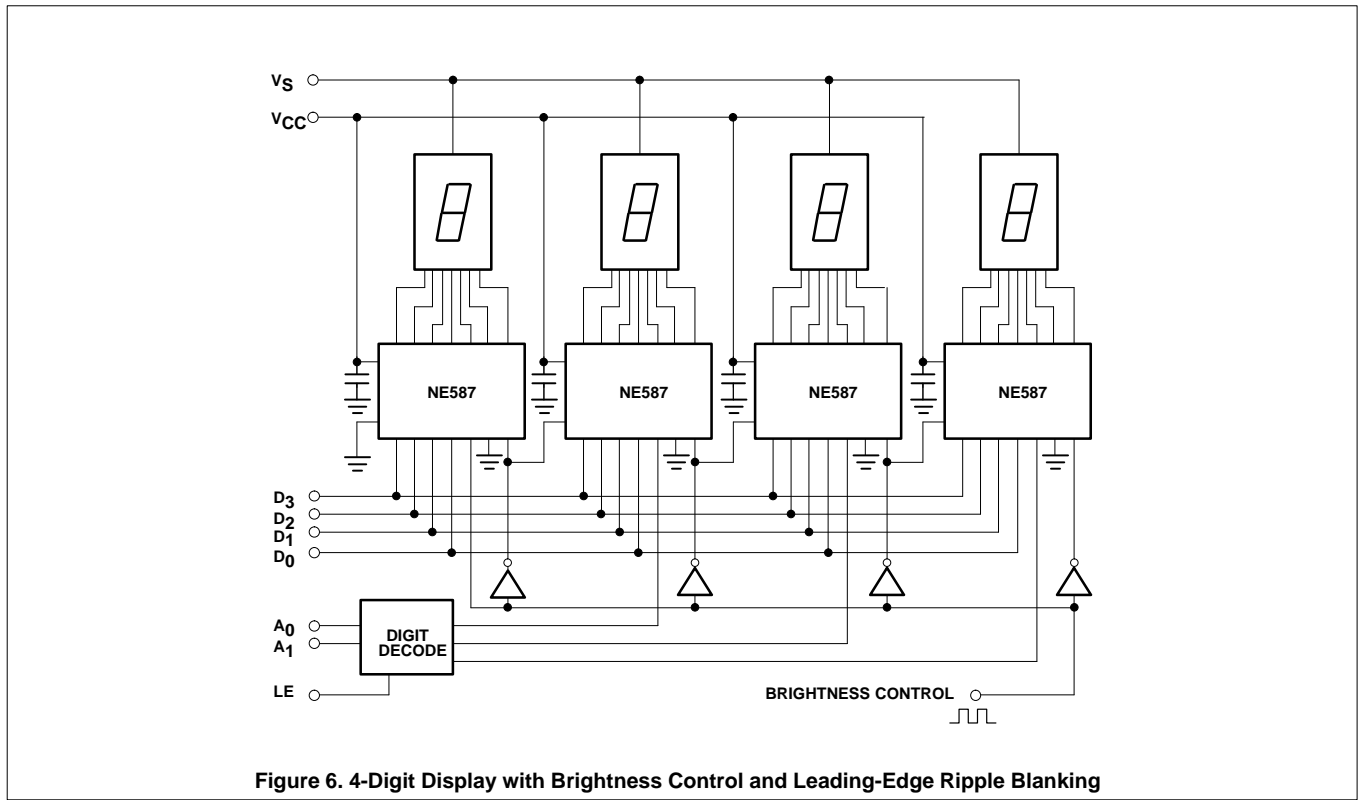 VS
VCC
NE587 NE587 NE587 NE587
D3
D2
D1
D0
A0
A1
DIGIT
DECODE
LE
BRIGHTNESS CONTROL
Figure 6. 4-Digit Display with Brightness Control and Leading-Edge Ripple Blanking